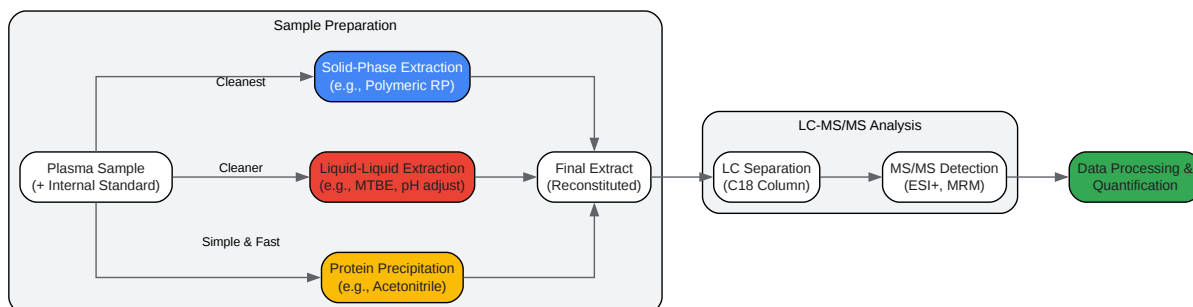 Sample Preparation
Solid-Phase Extraction
(e.g., Polymeric RP)
Cleanest
LC-MS/MS Analysis
Plasma Sample
(+ Internal Standard)
Cleaner
Liquid-Liquid Extraction
(e.g., MTBE, pH adjust)
Final Extract
(Reconstituted)
LC Separation
(C18 Column)
MS/MS Detection
(ESI+, MRM)
Data Processing &
Quantification
Simple & Fast
Protein Precipitation
(e.g., Acetonitrile)